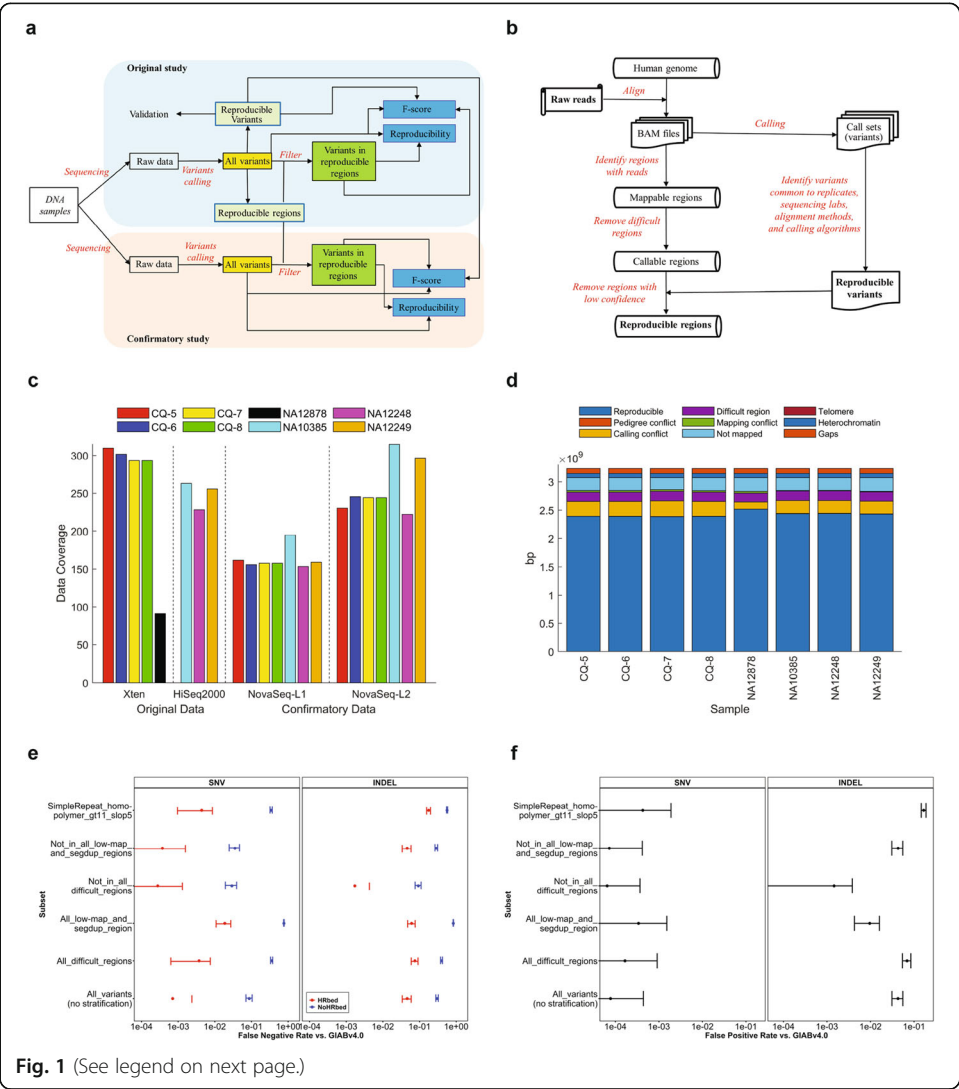 a
Original study
Validation
Reproducible
Variants
F-score
Reproducibility
Sequencing
Raw data
Variants
calling
All variants
Filter
Variants in
reproducible
regions
DNA
samples
Reproducible regions
Sequencing
Raw data
Variants
calling
All variants
Filter
Variants in
reproducible
regions
F-score
Reproducibility
Confirmatory study
b
Human genome
Raw reads
Align
BAM files
Calling
Call sets
(variants)
Identify regions
with reads
Mappable regions
Identify variants
common to replicates,
sequencing labs,
alignment methods,
and calling algorithms
Remove difficult
regions
Callable regions
Remove regions with
low confidence
Reproducible
variants
Reproducible regions
c
CQ-5 CQ-7 NA12878 NA12248
CQ-6 CQ-8 NA10385 NA12249
Data Coverage
300
250
200
150
100
50
0
Xten HiSeq2000 NovaSeq-L1 NovaSeq-L2
Original Data Confirmatory Data
d
Reproducible Difficult region Telomere
Pedigree conflict Mapping conflict Heterochromatin
Calling conflict Not mapped Gaps
×10⁹
bp
3
2.5
2
1.5
1
0.5
0
CQ-5 CQ-6 CQ-7 CQ-8 NA12878 NA10385 NA12248 NA12249
Sample
e
SNV INDEL
Subset
SimpleRepeat_homo-
polymer_gt11_slop5
Not_in_all_low-map
and_segdup_regions
Not_in_all
difficult_regions
All_low-map_and
segdup_region
All_difficult_regions
All_variants
(no stratification)
HRbed
NoHRbed
1e-04 1e-03 1e-02 1e-01 1e+00 1e-04 1e-03 1e-02 1e-01 1e+00
False Negative Rate vs. GIABv4.0
f
SNV INDEL
Subset
SimpleRepeat_homo-
polymer_gt11_slop5
Not_in_all_low-map
and_segdup_regions
Not_in_all
difficult_regions
All_low-map_and
segdup_region
All_difficult_regions
All_variants
(no stratification)
1e-04 1e-03 1e-02 1e-01 1e-04 1e-03 1e-02 1e-01
False Positive Rate vs. GIABv4.0
Fig. 1 (See legend on next page.)